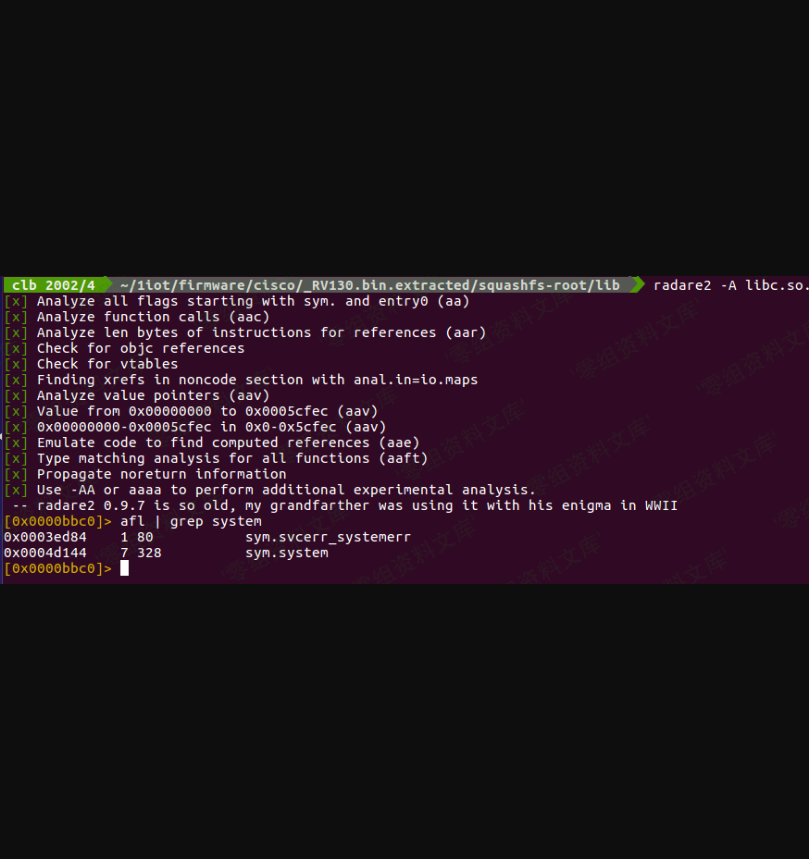 clb 2002/4 ~/1iot/firmware/cisco/_RV130.bin.extracted/squashfs-root/lib radare2 -A libc.so.
[x] Analyze all flags starting with sym. and entry0 (aa)
[x] Analyze function calls (aac)
[x] Analyze len bytes of instructions for references (aar)
[x] Check for objc references
[x] Check for vtables
[x] Finding xrefs in noncode section with anal.in=io.maps
[x] Analyze value pointers (aav)
[x] Value from 0x00000000 to 0x0005cfec (aav)
[x] 0x00000000-0x0005cfec in 0x0-0x5cfec (aav)
[x] Emulate code to find computed references (aae)
[x] Type matching analysis for all functions (aaft)
[x] Propagate noreturn information
[x] Use -AA or aaaa to perform additional experimental analysis.
-- radare2 0.9.7 is so old, my grandfarther was using it with his enigma in WWII
[0x0000bbc0]> afl | grep system
0x0003ed84 1 80 sym.svcerr_systemerr
0x0004d144 7 328 sym.system
[0x0000bbc0]>
零组资料文库